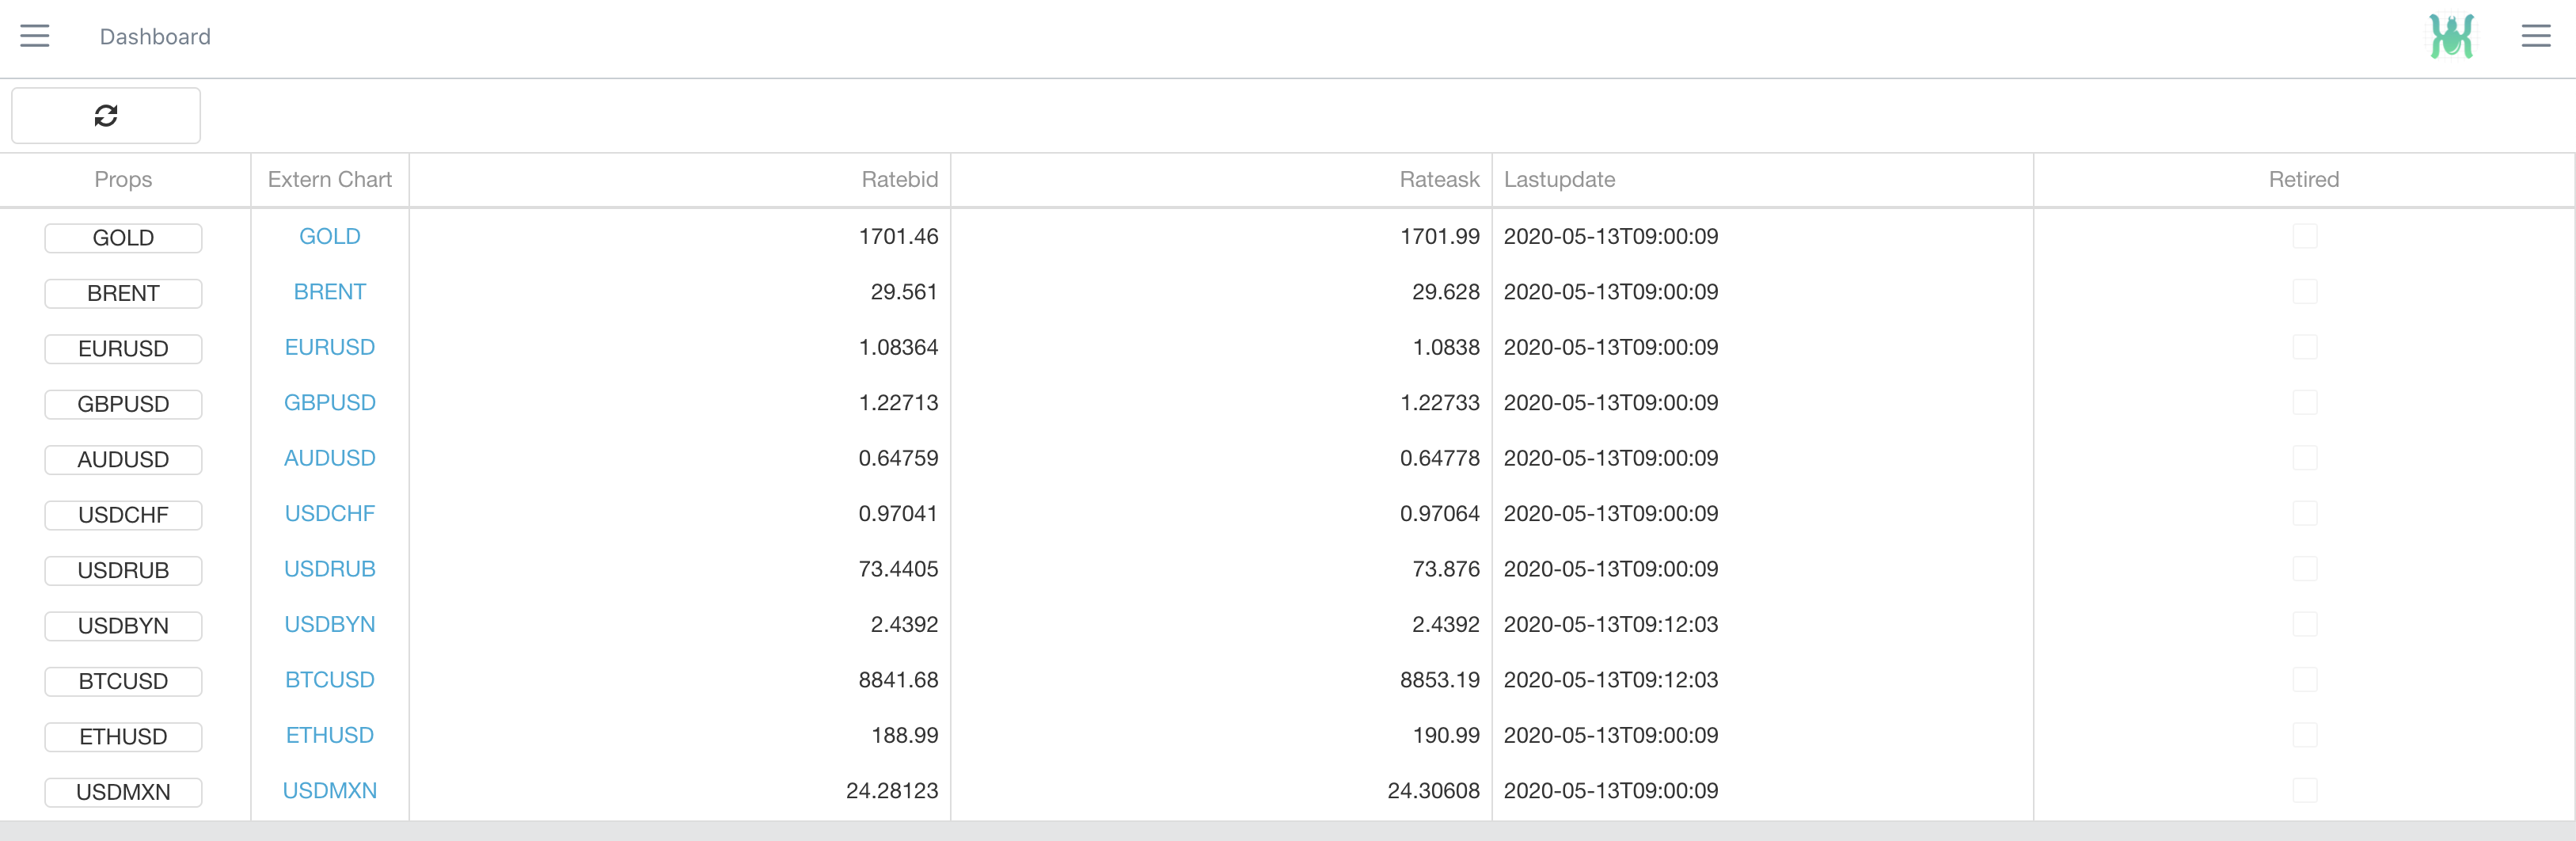 Dashboard
Props Extern Chart Ratebid Rateask Lastupdate Retired
GOLD GOLD 1701.46 1701.99 2020-05-13T09:00:09
BRENT BRENT 29.561 29.628 2020-05-13T09:00:09
EURUSD EURUSD 1.08364 1.0838 2020-05-13T09:00:09
GBPUSD GBPUSD 1.22713 1.22733 2020-05-13T09:00:09
AUDUSD AUDUSD 0.64759 0.64778 2020-05-13T09:00:09
USDCHF USDCHF 0.97041 0.97064 2020-05-13T09:00:09
USDRUB USDRUB 73.4405 73.876 2020-05-13T09:00:09
USDBYN USDBYN 2.4392 2.4392 2020-05-13T09:12:03
BTCUSD BTCUSD 8841.68 8853.19 2020-05-13T09:12:03
ETHUSD ETHUSD 188.99 190.99 2020-05-13T09:00:09
USDMXN USDMXN 24.28123 24.30608 2020-05-13T09:00:09